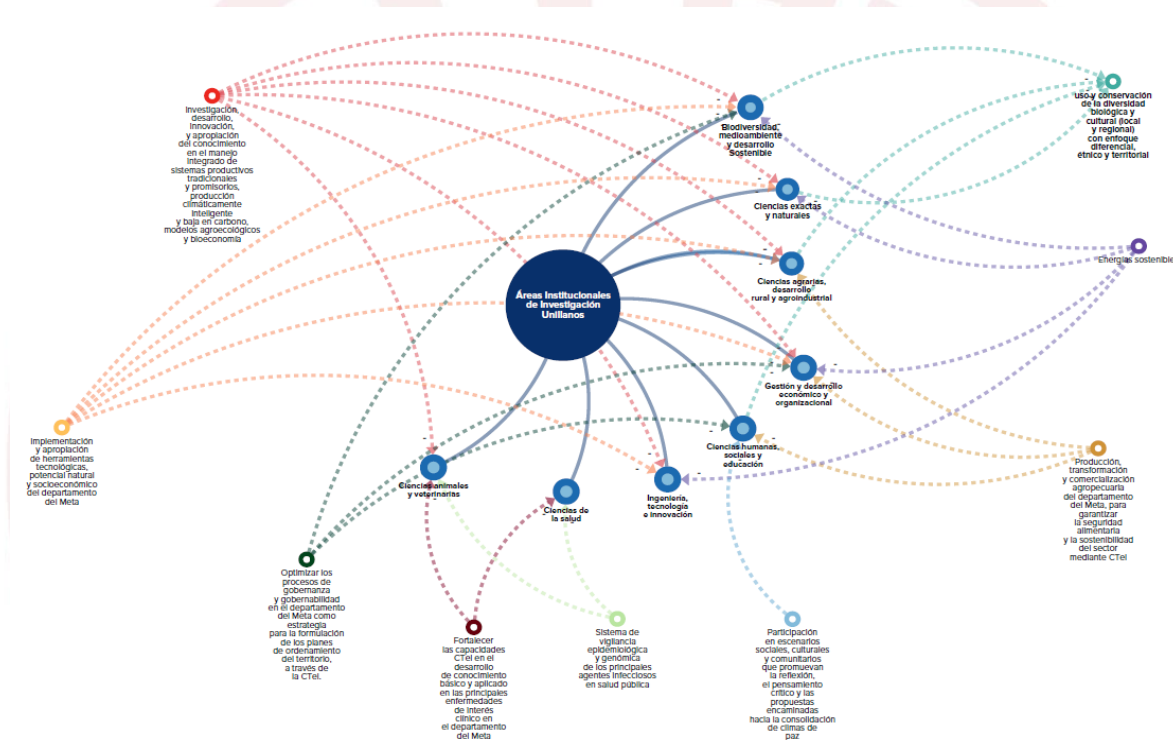 Investigación,
desarrollo,
innovación,
y apropiación
del conocimiento
en el manejo
integrado de
sistemas productivos
tradicionales
y promisorios,
producción
climáticamente
inteligente
y baja en carbono,
modelos agroecológicos
y bioeconomía
Biodiversidad,
medioambiente
y desarrollo
Sostenible
uso y conservación
de la diversidad
biológica y
cultural (local
y regional)
con enfoque
diferencial,
étnico y territorial
Ciencias exactas
y naturales
Energías sostenible
Ciencias agrarias,
desarrollo
rural y agroindustrial
Áreas Institucionales
de Investigación
Unillanos
Gestión y desarrollo
económico y
organizacional
Ciencias humanas,
sociales y
educación
Implementación
y apropiación
de herramientas
tecnológicas,
potencial natural
y socioeconómico
del departamento
del Meta
Ciencias animales
y veterinarias
Ciencias de
la salud
Ingeniería,
tecnología
e innovación
Producción,
transformación
y comercialización
agropecuaria
del departamento
del Meta, para
garantizar
la seguridad
alimentaria
y la sostenibilidad
del sector
mediante CTeI
Optimizar los
procesos de
gobernanza
y gobernabilidad
en el departamento
del Meta como
estrategia
para la formulación
de los planes
de ordenamiento
del territorio,
a través de
la CTeI.
Fortalecer
las capacidades
CTeI en el
desarrollo
de conocimiento
básico y aplicado
en las principales
enfermedades
de interés
clínico en
el departamento
del Meta
Sistema de
vigilancia
epidemiológica
y genómica
de los principales
agentes infecciosos
en salud pública
Participación
en escenarios
sociales, culturales
y comunitarios
que promuevan
la reflexión,
el pensamiento
crítico y las
propuestas
encaminadas
hacia la consolidación
de climas de
paz